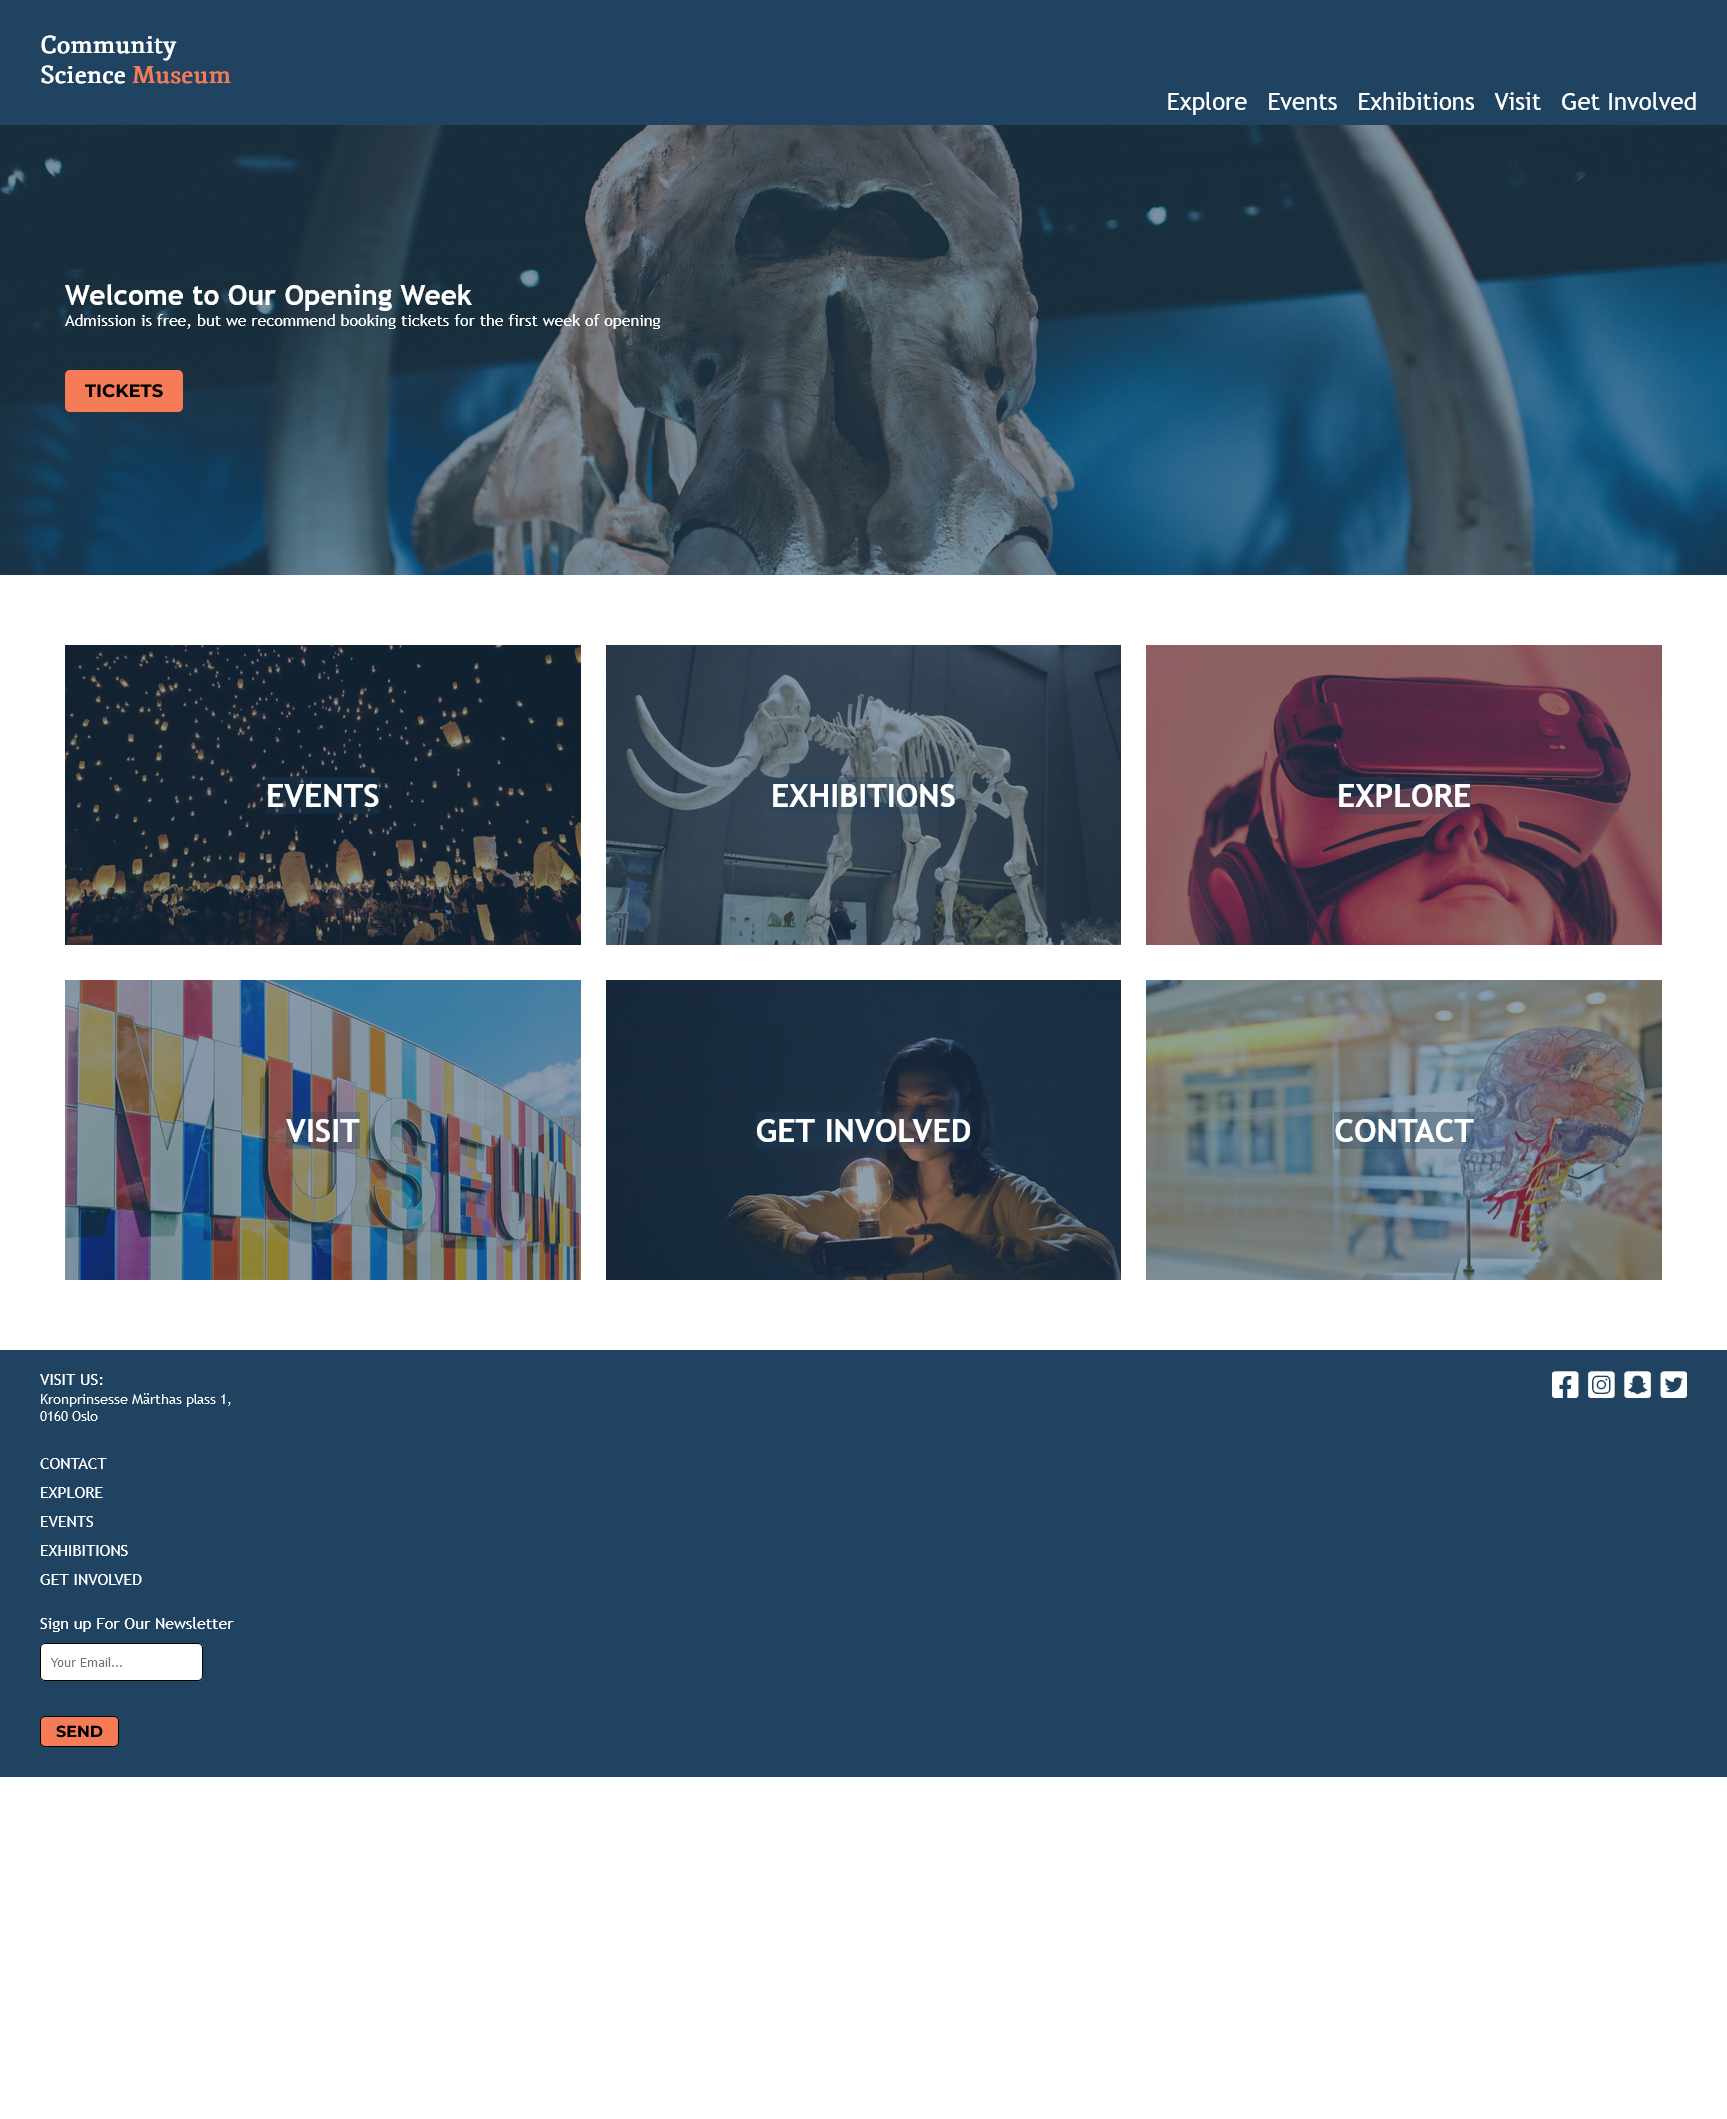 Community
Science Museum
Explore Events Exhibitions Visit Get Involved
Welcome to Our Opening Week
Admission is free, but we recommend booking tickets for the first week of opening
TICKETS
EVENTS EXHIBITIONS EXPLORE
MUSEUM
VISIT GET INVOLVED CONTACT
VISIT US:
Kronprinsesse Märthas plass 1,
0160 Oslo
CONTACT
EXPLORE
EVENTS
EXHIBITIONS
GET INVOLVED
Sign up For Our Newsletter
Your Email...
SEND